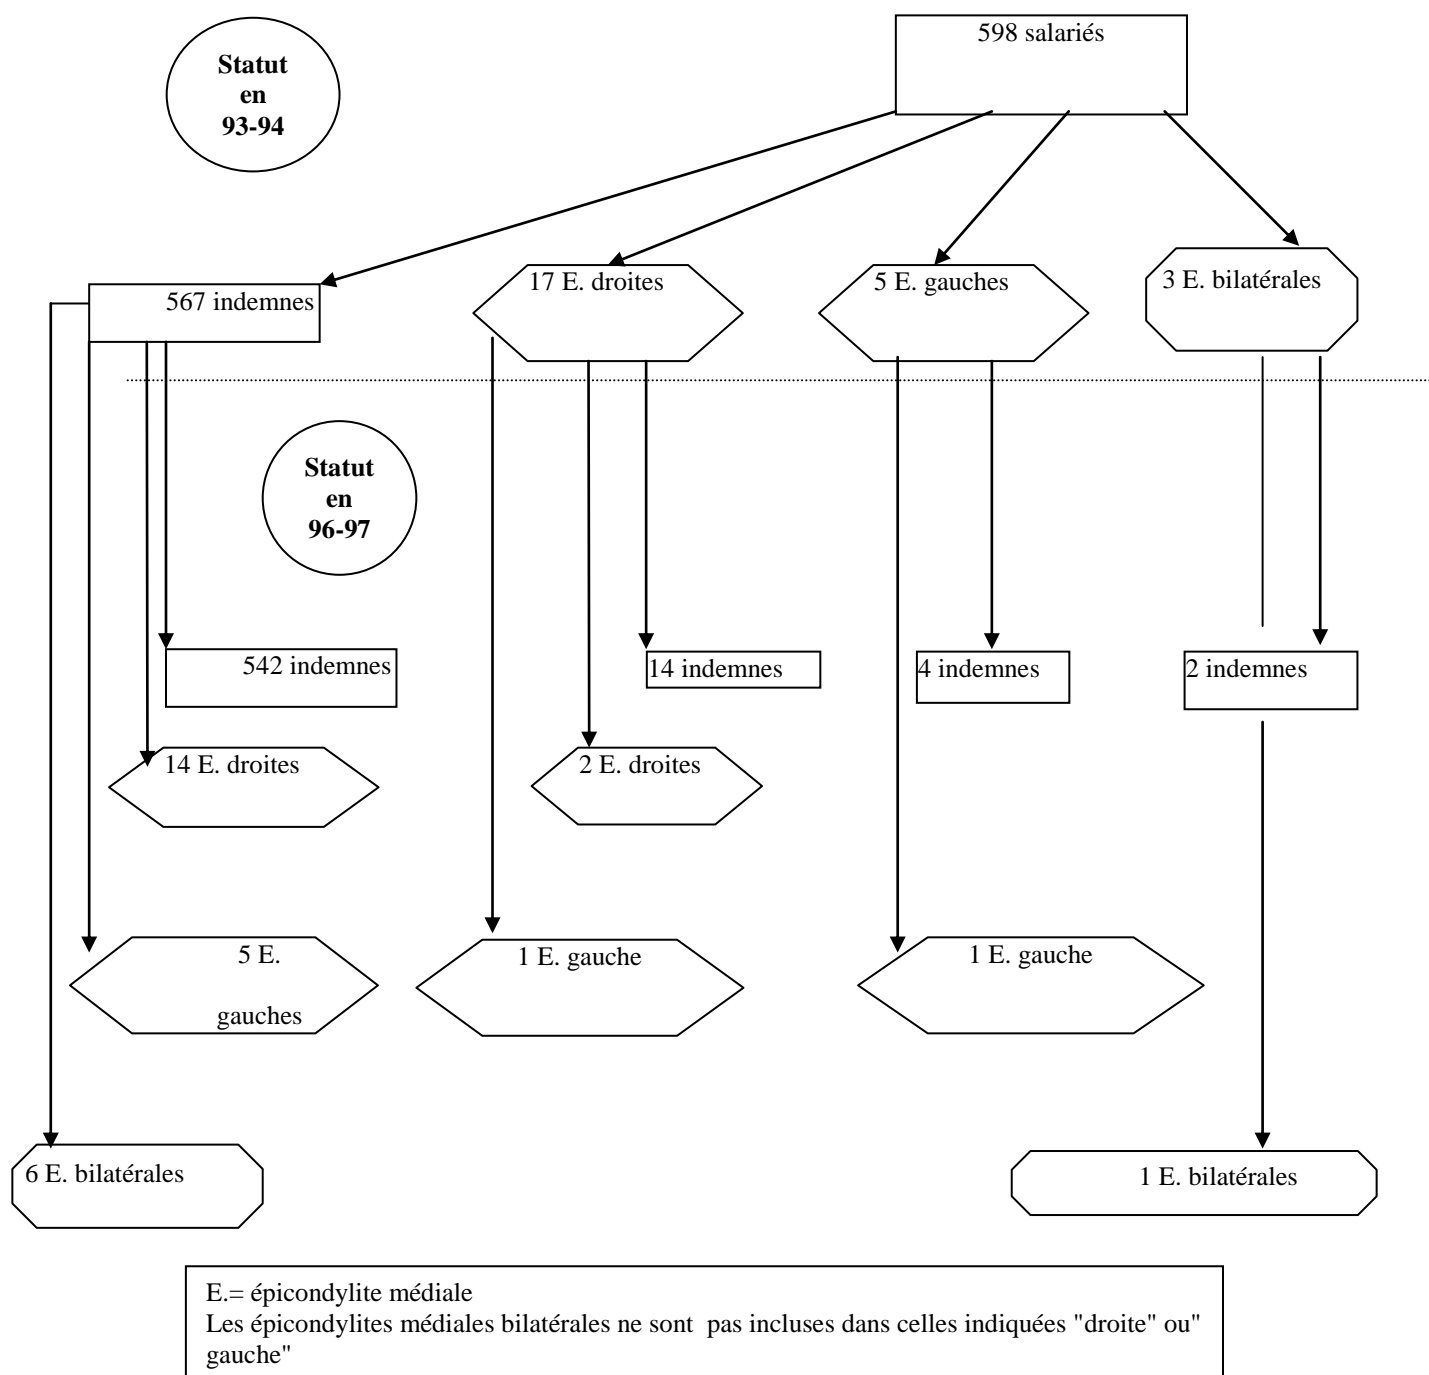 598 salariés
Statut
en
93-94
567 indemnes
17 E. droites
5 E. gauches
3 E. bilatérales
Statut
en
96-97
542 indemnes
14 indemnes
4 indemnes
2 indemnes
14 E. droites
2 E. droites
5 E.
gauches
1 E. gauche
1 E. gauche
6 E. bilatérales
1 E. bilatérales
E.= épicondylite médiale
Les épicondylites médiales bilatérales ne sont pas incluses dans celles indiquées "droite" ou"
gauche"